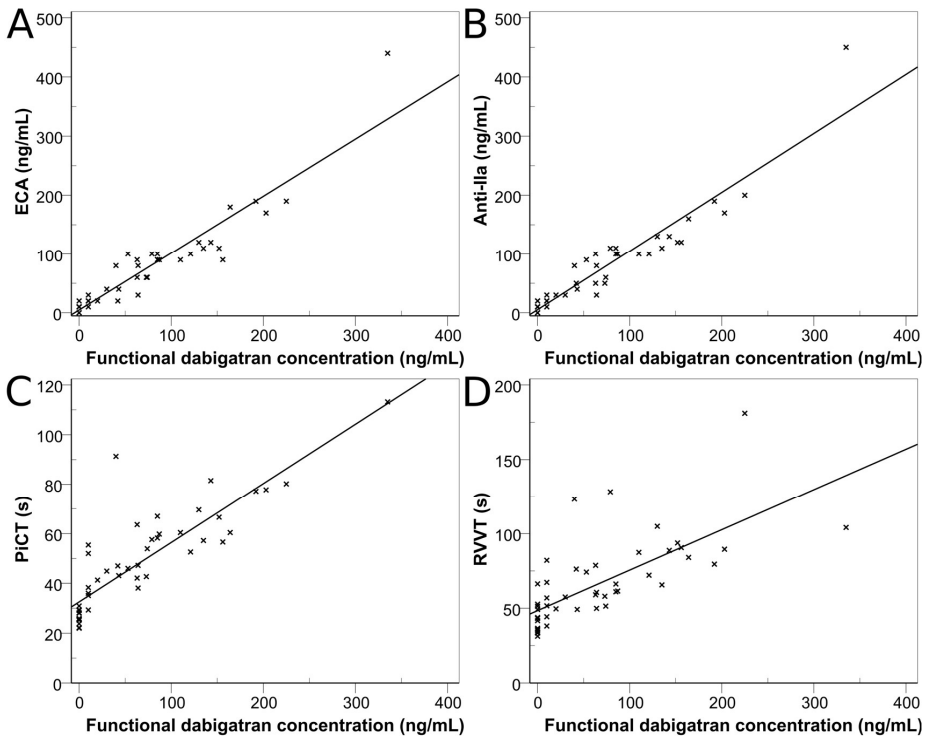 A
500
400
300
200
100
0
ECA (ng/mL)
0 100 200 300 400
Functional dabigatran concentration (ng/mL)
B
500
400
300
200
100
0
Anti-IIa (ng/mL)
0 100 200 300 400
Functional dabigatran concentration (ng/mL)
C
120
100
80
60
40
20
0
PiCT (s)
0 100 200 300 400
Functional dabigatran concentration (ng/mL)
D
200
150
100
50
0
RVVT (s)
0 100 200 300 400
Functional dabigatran concentration (ng/mL)